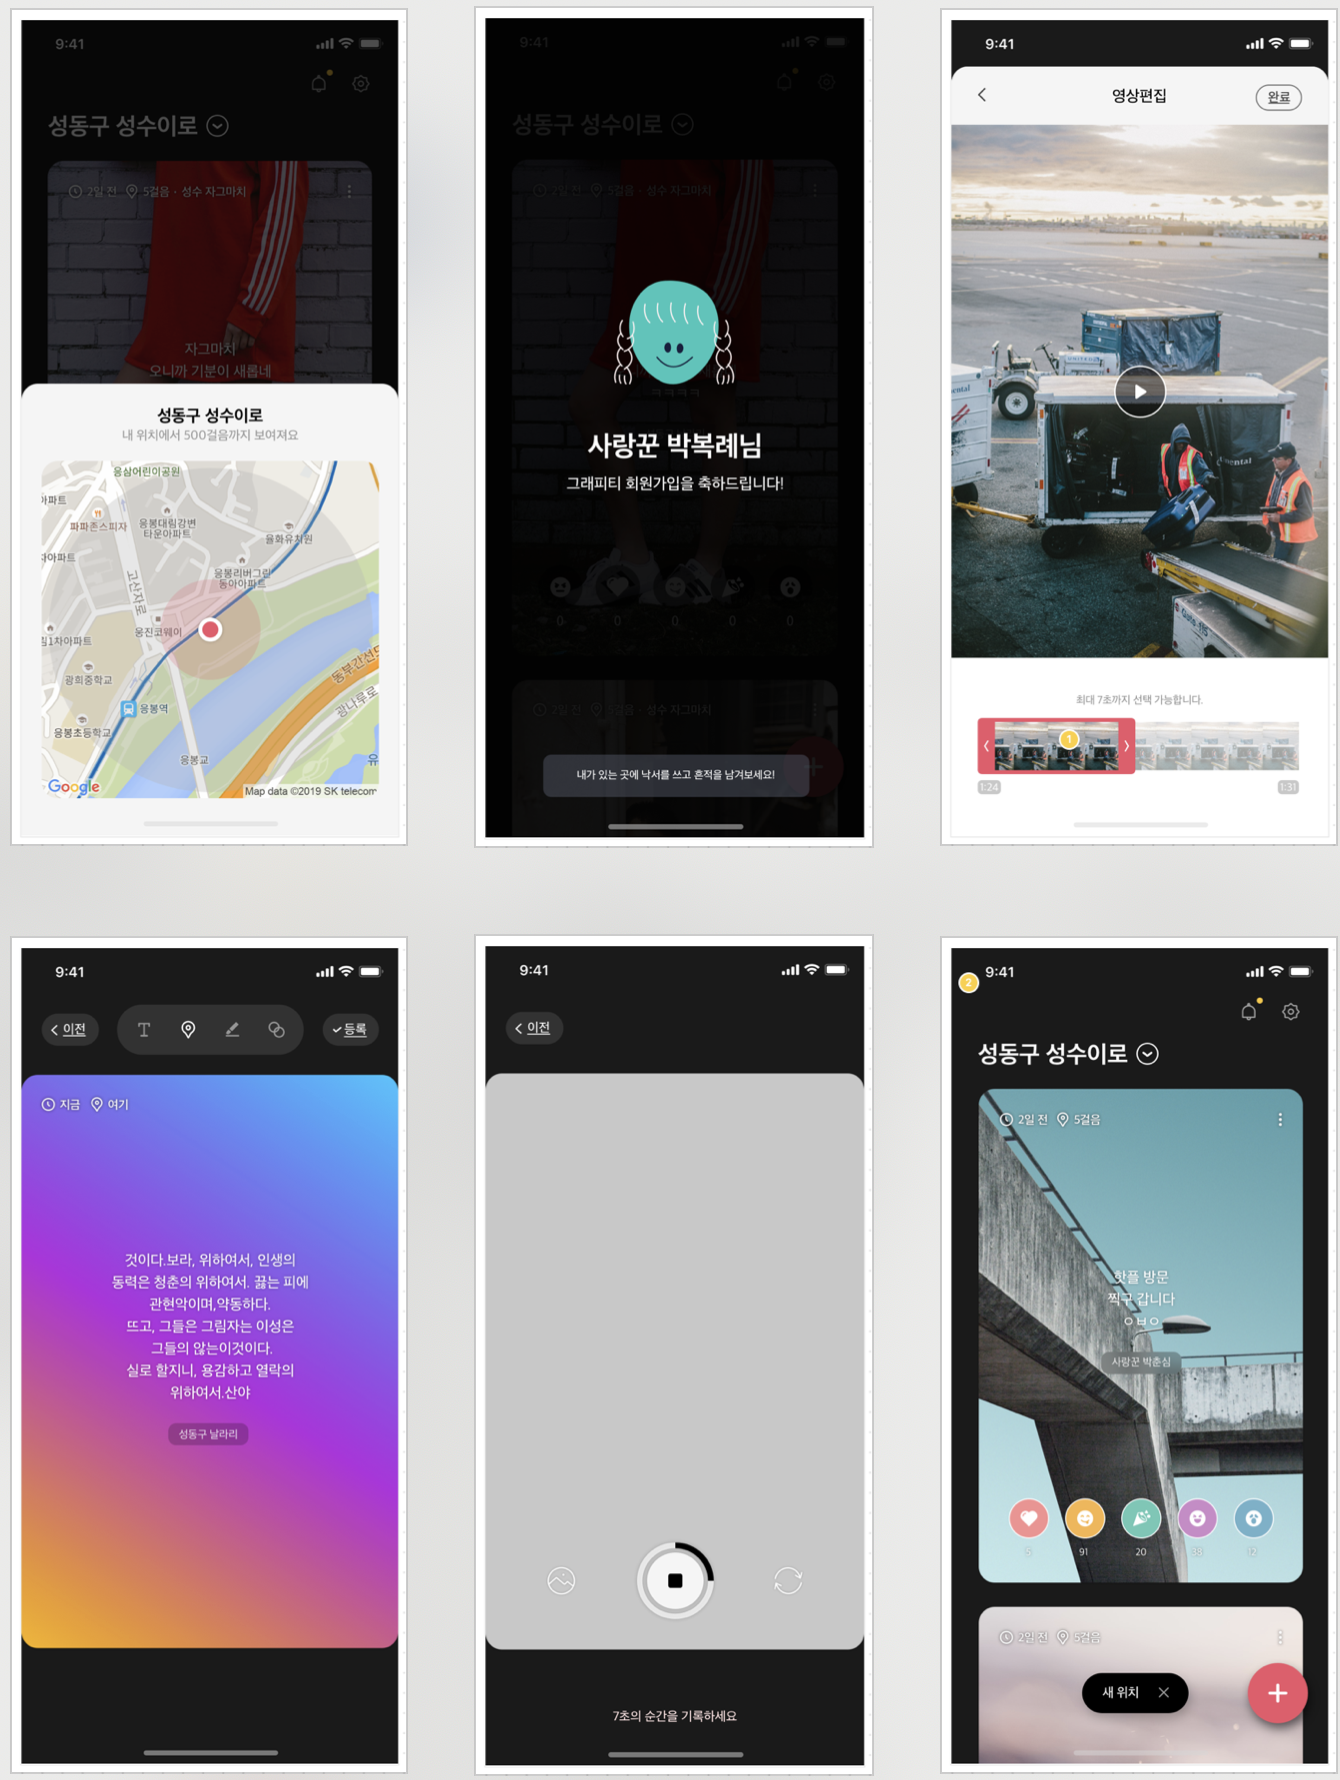 9:41
성동구 성수이로
2일 전 5걸음 · 성수 자그마치
자그마치
오니까 기분이 새롭네
성동구 성수이로
내 위치에서 500걸음까지 보여져요
응삼어린이공원
아파트
파파존스피자
응봉대림강변
타운아파트
율화유치원
차아파트
응봉리버그린
동아아파트
고산자로
웅진코웨이
림1차아파트
광희중학교
동부간선도
광나루로
응봉역
응봉초등학교
응봉교
유
Google
Map data ©2019 SK telecom
9:41
성동구 성수이로
2일 전 5걸음 · 성수 자그마치
ㅋㅋㅋㅋ
사랑꾼 박복례님
그래피티 회원가입을 축하드립니다!
0 0 0 0 0
2일 전 5걸음 · 성수 자그마치
내가 있는 곳에 낙서를 쓰고 흔적을 남겨보세요!
9:41
영상편집
완료
최대 7초까지 선택 가능합니다.
1
1:24
1:31
9:41
이전
T
등록
지금 여기
것이다.보라, 위하여서, 인생의
동력은 청춘의 위하여서. 끓는 피에
관현악이며,약동하다.
뜨고, 그들은 그림자는 이성은
그들의 않는이것이다.
실로 할지니, 용감하고 열락의
위하여서.산야
성동구 날라리
9:41
이전
7초의 순간을 기록하세요
2
9:41
성동구 성수이로
2일 전 5걸음
핫플 방문
찍구 갑니다
ㅇㅂㅇ
사랑꾼 박춘심
5 91 20 38 12
2일 전 5걸음
새 위치